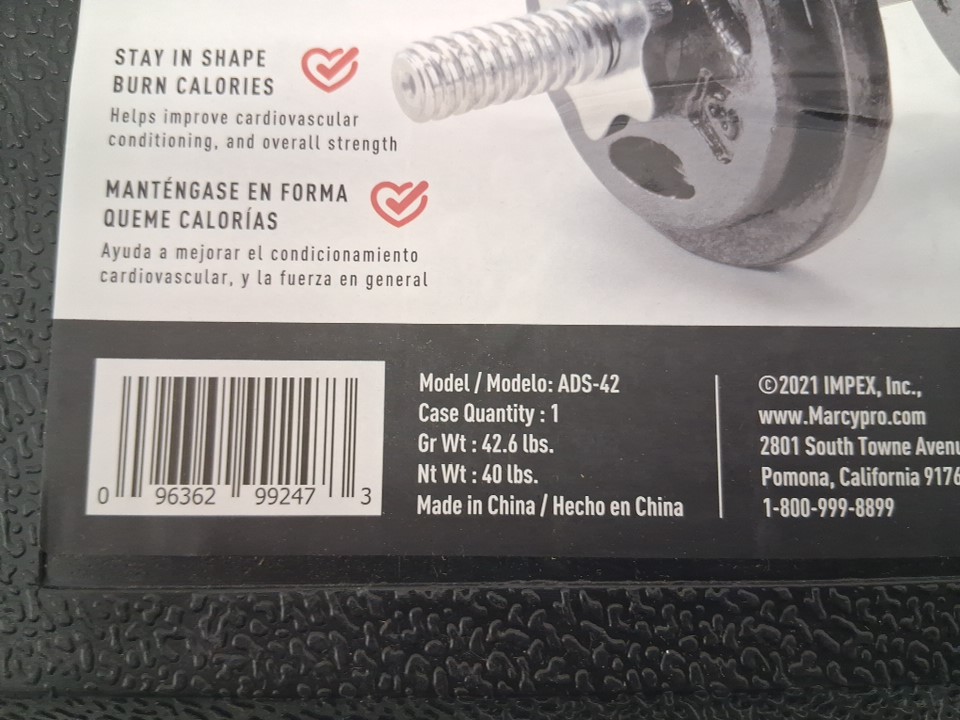 STAY IN SHAPE
BURN CALORIES
Helps improve cardiovascular
conditioning, and overall strength
MANTÉNGASE EN FORMA
QUEME CALORÍAS
Ayuda a mejorar el condicionamiento
cardiovascular, y la fuerza en general
0 96362 99247 3
Model / Modelo: ADS-42
Case Quantity : 1
Gr Wt : 42.6 lbs.
Nt Wt : 40 lbs.
Made in China / Hecho en China
©2021 IMPEX, Inc.,
www.Marcypro.com
2801 South Towne
Pomona, California
1-800-999-8899